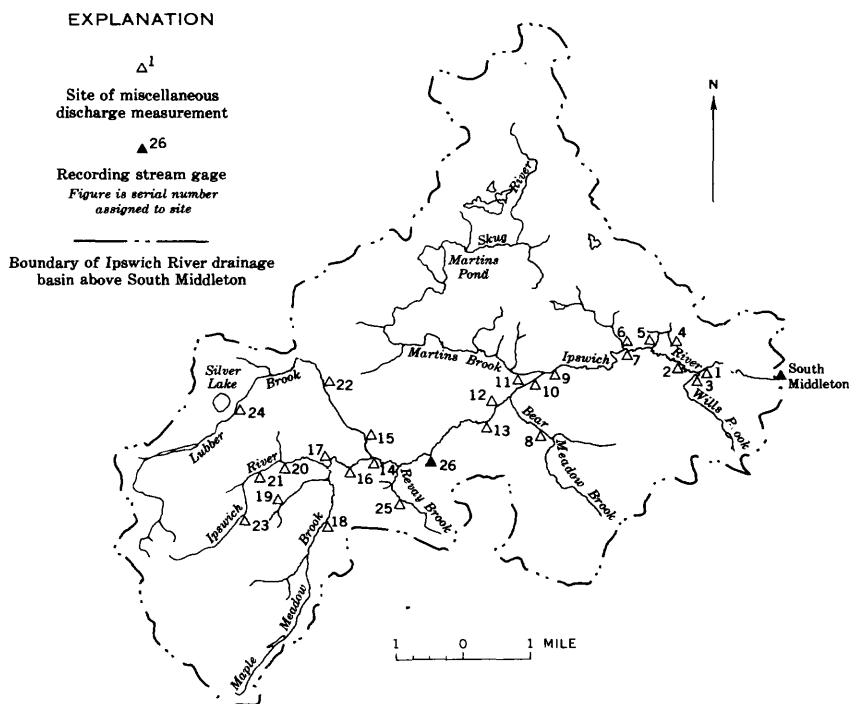 EXPLANATION
1
Site of miscellaneous
discharge measurement
26
Recording stream gage
Figure is serial number
assigned to site
Boundary of Ipswich River drainage
basin above South Middleton
N
River
Skug
Martins
Pond
Martins Brook
Ipswich
River
6
5
4
7
2
1
3
South
Middleton
Wills
11
9
10
12
13
Bear
Meadow Brook
8
Silver
Lake
Brook
22
24
Lubber
15
17
14
26
16
River
20
21
19
Ipswich
23
18
Brook
Revay Brook
25
Meadow
Maple
1 0 1 MILE